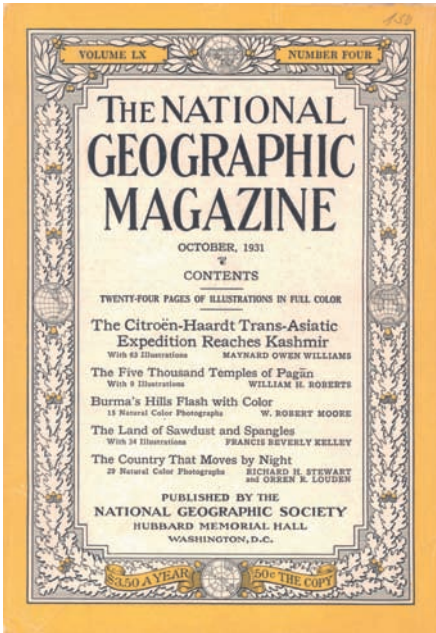 150
VOLUME LX NUMBER FOUR
THE NATIONAL
GEOGRAPHIC
MAGAZINE
OCTOBER, 1931
CONTENTS
TWENTY-FOUR PAGES OF ILLUSTRATIONS IN FULL COLOR
The Citroën-Haardt Trans-Asiatic
Expedition Reaches Kashmir
With 63 Illustrations MAYNARD OWEN WILLIAMS
The Five Thousand Temples of Pagān
With 9 Illustrations WILLIAM H. ROBERTS
Burma's Hills Flash with Color
15 Natural Color Photographs W. ROBERT MOORE
The Land of Sawdust and Spangles
With 34 Illustrations FRANCIS BEVERLY KELLEY
The Country That Moves by Night
29 Natural Color Photographs RICHARD H. STEWART
and ORREN R. LOUDEN
PUBLISHED BY THE
NATIONAL GEOGRAPHIC SOCIETY
HUBBARD MEMORIAL HALL
WASHINGTON, D.C.
$3.50 A YEAR 50c THE COPY